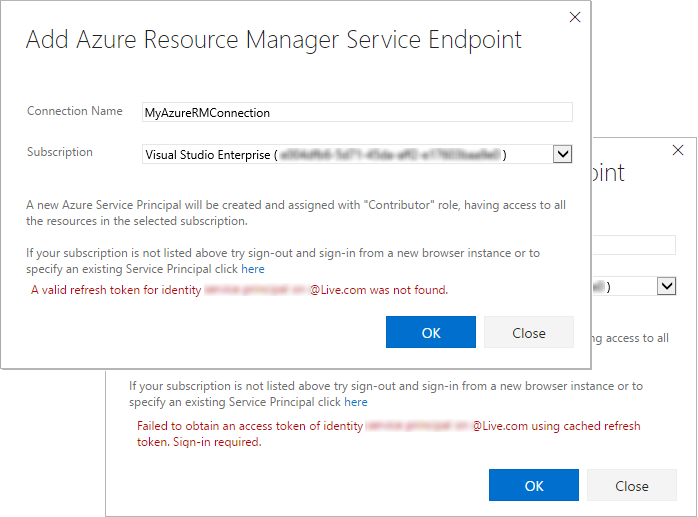 Add Azure Resource Manager Service Endpoint
Connection Name
MyAzureRMConnection
Subscription
Visual Studio Enterprise ( )
A new Azure Service Principal will be created and assigned with "Contributor" role, having access to all
the resources in the selected subscription.
If your subscription is not listed above try sign-out and sign-in from a new browser instance or to
specify an existing Service Principal click here
A valid refresh token for identity @Live.com was not found.
OK
Close
oint
)
ng access to all
If your subscription is not listed above try sign-out and sign-in from a new browser instance or to
specify an existing Service Principal click here
Failed to obtain an access token of identity @Live.com using cached refresh
token. Sign-in required.
OK
Close